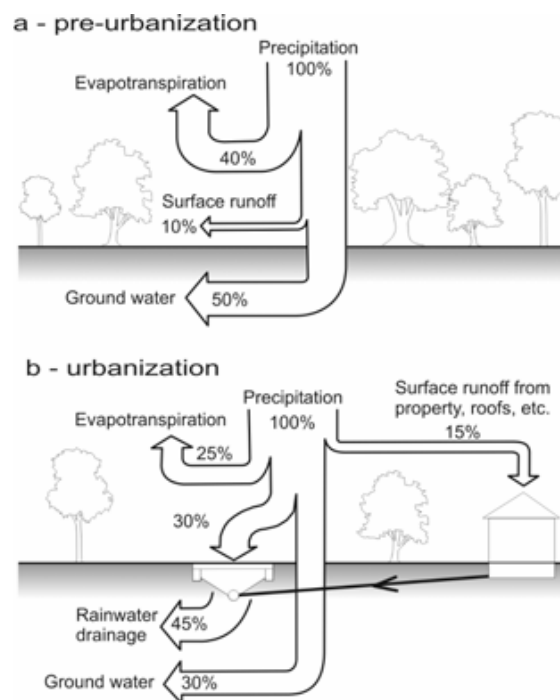 a - pre-urbanization
Precipitation
100%
Evapotranspiration
40%
Surface runoff
10%
Ground water
50%
b - urbanization
Precipitation
100%
Surface runoff from
property, roofs, etc.
15%
Evapotranspiration
25%
30%
Rainwater
drainage
45%
Ground water
30%